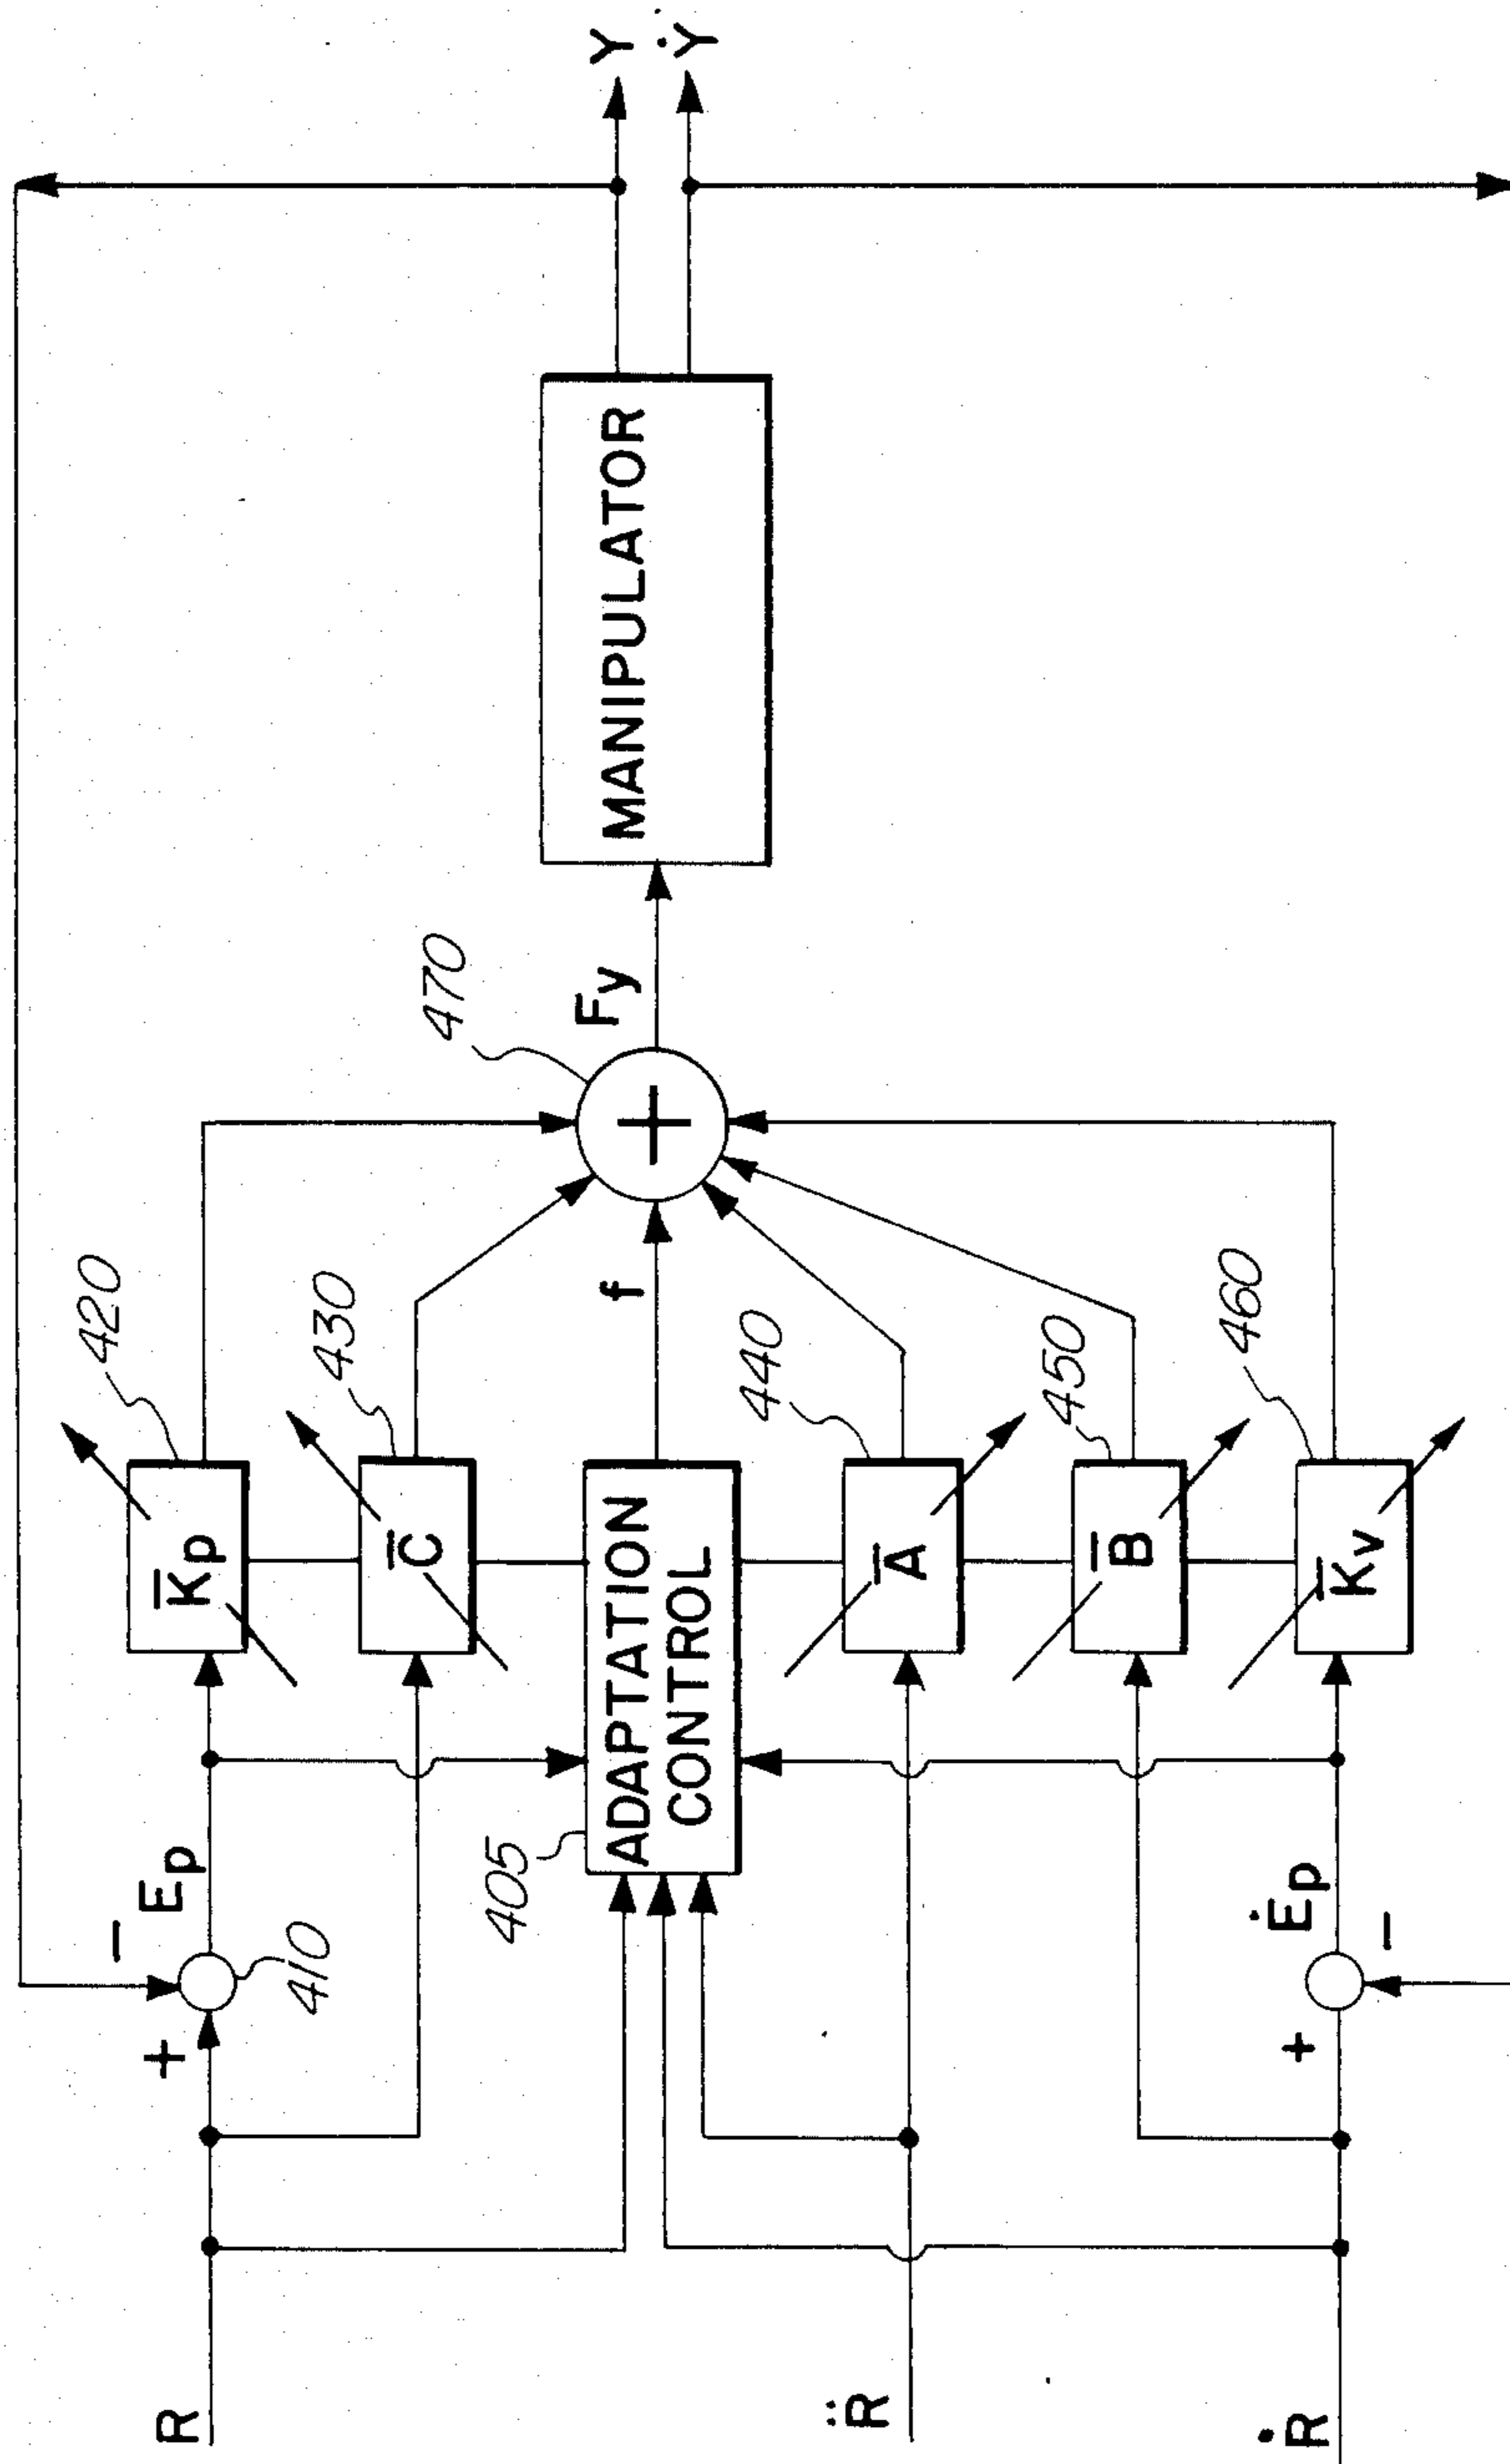 420
K̄p
−
Ep
410
+
R
430
C̄
470
Fy
MANIPULATOR
Y
Ẏ
f
405
ADAPTATION
CONTROL
440
Ā
R̈
450
B̄
460
K̄v
Ėp
−
+
Ṙ
+